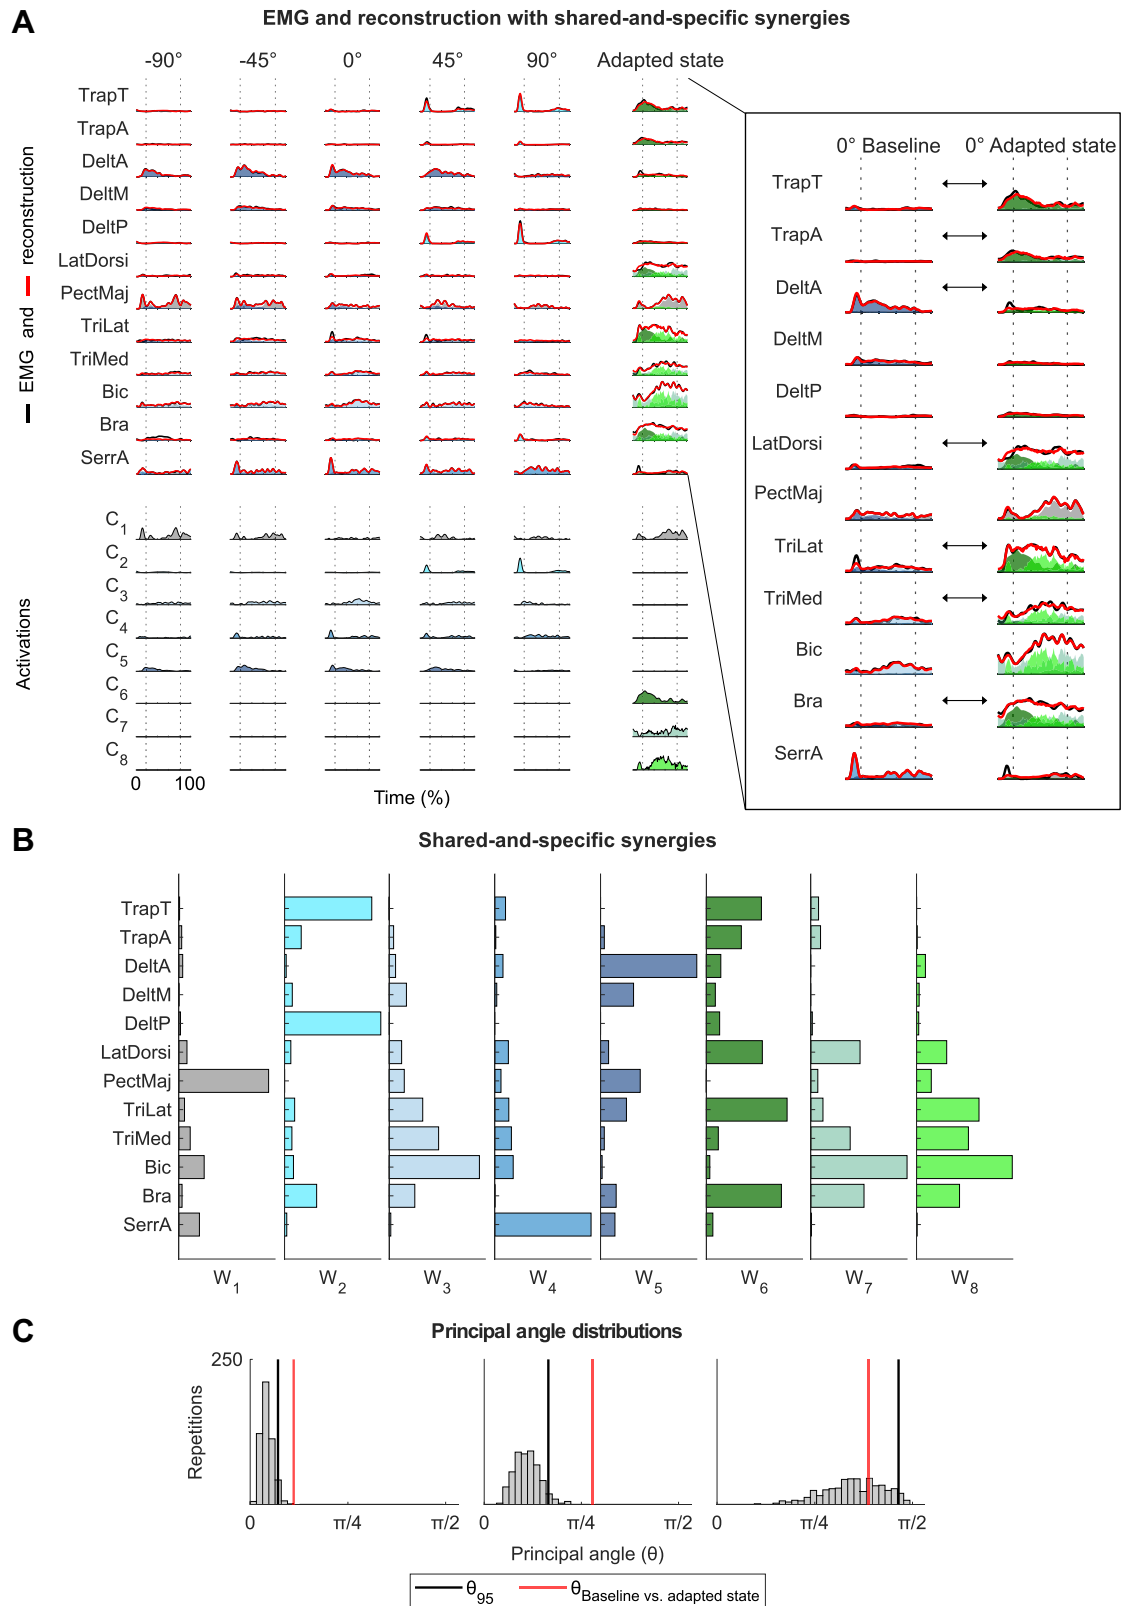 A
EMG and reconstruction with shared-and-specific synergies
-90° -45° 0° 45° 90° Adapted state
EMG and reconstruction
TrapT
TrapA
DeltA
DeltM
DeltP
LatDorsi
PectMaj
TriLat
TriMed
Bic
Bra
SerrA
Activations
C1
C2
C3
C4
C5
C6
C7
C8
0 100
Time (%)
0° Baseline 0° Adapted state
TrapT
TrapA
DeltA
DeltM
DeltP
LatDorsi
PectMaj
TriLat
TriMed
Bic
Bra
SerrA
B
Shared-and-specific synergies
TrapT
TrapA
DeltA
DeltM
DeltP
LatDorsi
PectMaj
TriLat
TriMed
Bic
Bra
SerrA
W1 W2 W3 W4 W5 W6 W7 W8
C
Principal angle distributions
250
Repetitions
0 π/4 π/2 0 π/4 π/2 0 π/4 π/2
Principal angle (θ)
θ95 θBaseline vs. adapted state